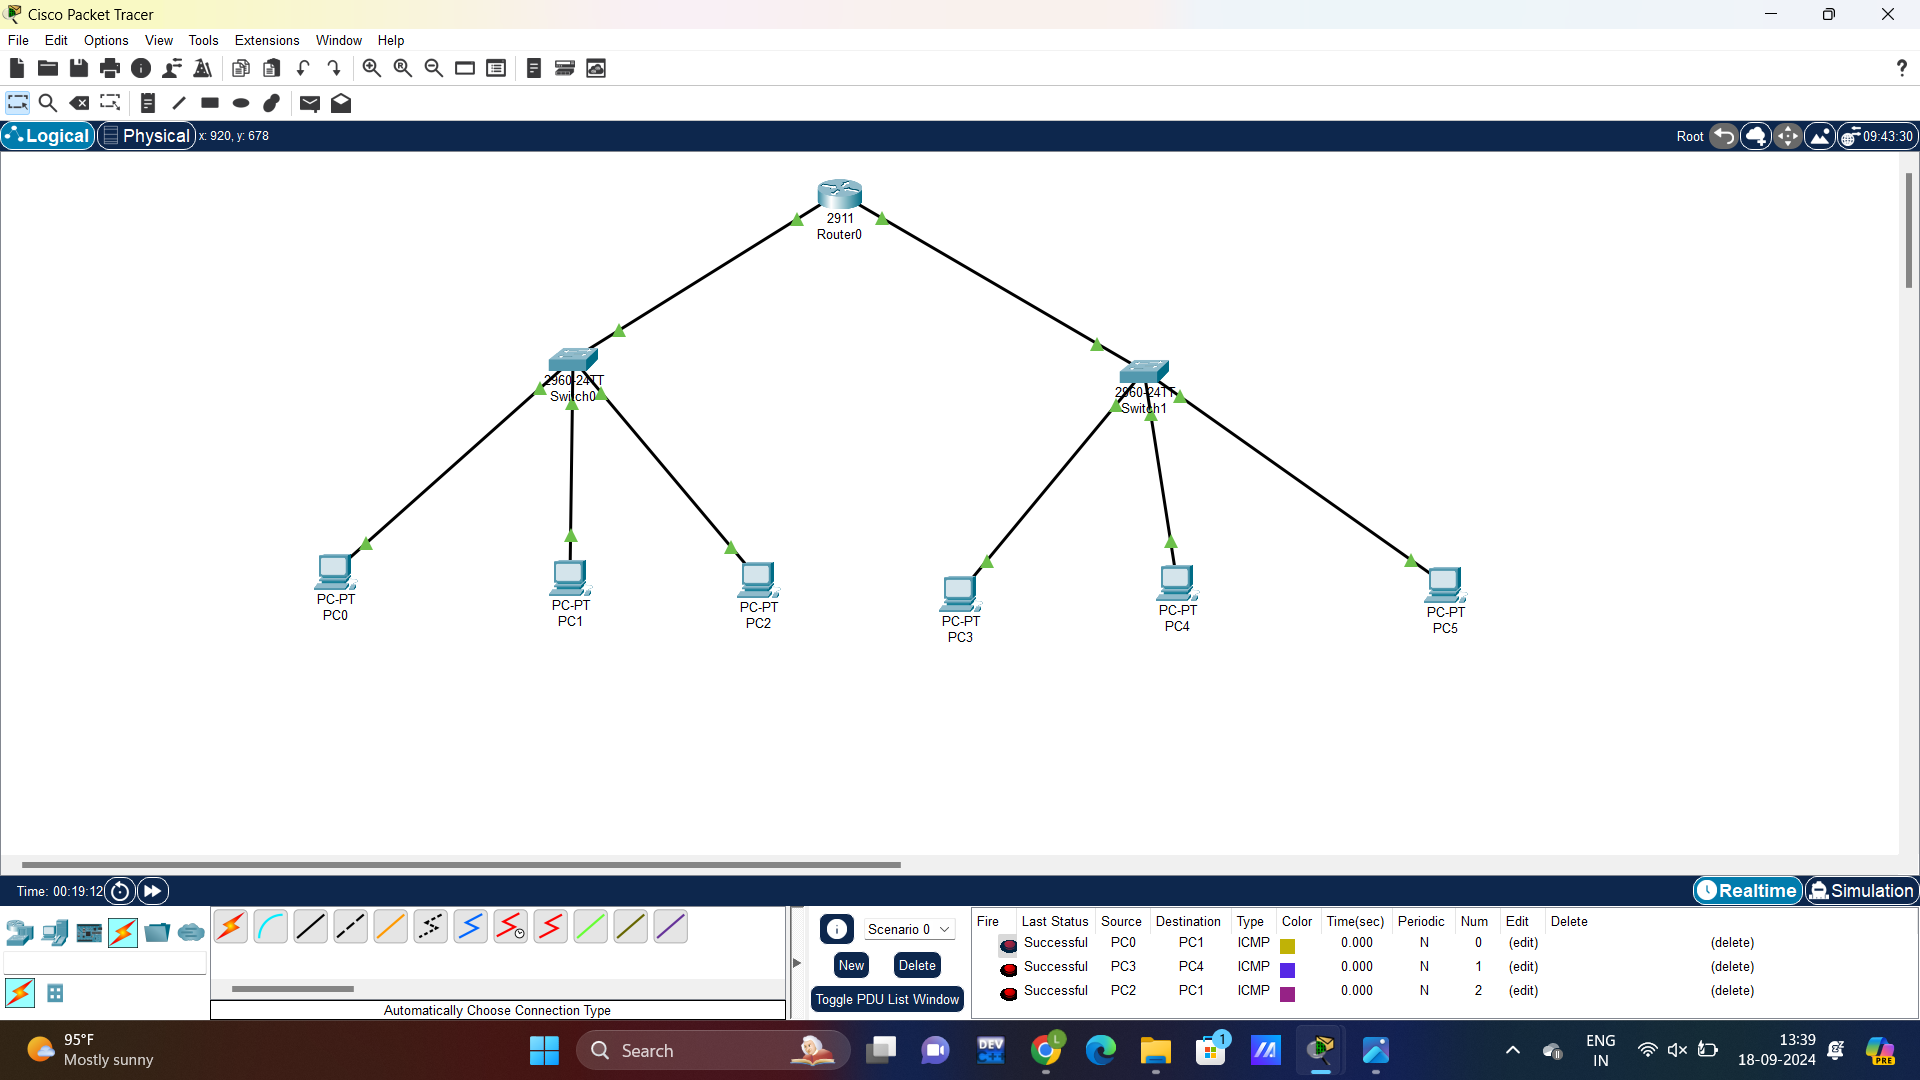 Cisco Packet Tracer
File Edit Options View Tools Extensions Window Help
?
Logical Physical x: 920, y: 678 Root 09:43:30
2911
Router0
2960-24TT
Switch0
2960-24TT
Switch1
PC-PT
PC0
PC-PT
PC1
PC-PT
PC2
PC-PT
PC3
PC-PT
PC4
PC-PT
PC5
Time: 00:19:12 Realtime Simulation
Scenario 0
New Delete
Toggle PDU List Window
Automatically Choose Connection Type
Fire Last Status Source Destination Type Color Time(sec) Periodic Num Edit Delete
Successful PC0 PC1 ICMP 0.000 N 0 (edit) (delete)
Successful PC3 PC4 ICMP 0.000 N 1 (edit) (delete)
Successful PC2 PC1 ICMP 0.000 N 2 (edit) (delete)
95°F
Mostly sunny
Search
DEV
C++
L
1
ENG
IN
13:39
18-09-2024
PRE